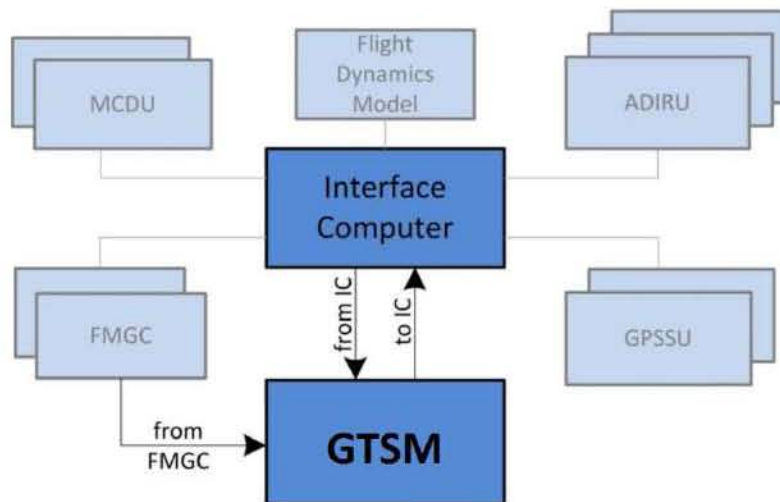 Flight
Dynamics
Model
MCDU
ADIRU
Interface
Computer
from IC
to IC
FMGC
GPSSU
from
FMGC
GTSM